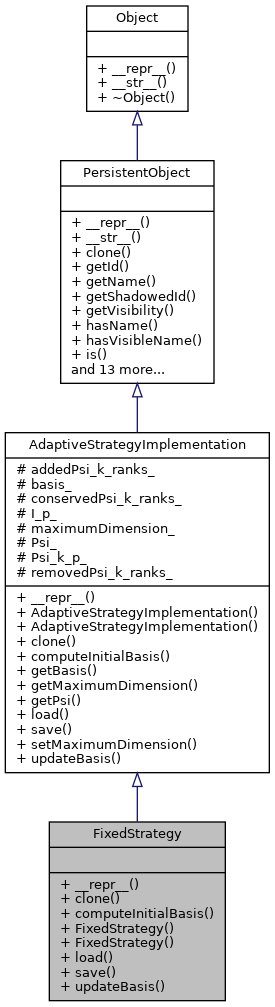 Object
+ __repr__()
+ __str__()
+ ~Object()
PersistentObject
+ __repr__()
+ __str__()
+ clone()
+ getId()
+ getName()
+ getShadowedId()
+ getVisibility()
+ hasName()
+ hasVisibleName()
+ is()
and 13 more...
AdaptiveStrategyImplementation
# addedPsi_k_ranks_
# basis_
# conservedPsi_k_ranks_
# I_p_
# maximumDimension_
# Psi_
# Psi_k_p_
# removedPsi_k_ranks_
+ __repr__()
+ AdaptiveStrategyImplementation()
+ AdaptiveStrategyImplementation()
+ clone()
+ computeInitialBasis()
+ getBasis()
+ getMaximumDimension()
+ getPsi()
+ load()
+ save()
+ setMaximumDimension()
+ updateBasis()
FixedStrategy
+ __repr__()
+ clone()
+ computeInitialBasis()
+ FixedStrategy()
+ FixedStrategy()
+ load()
+ save()
+ updateBasis()